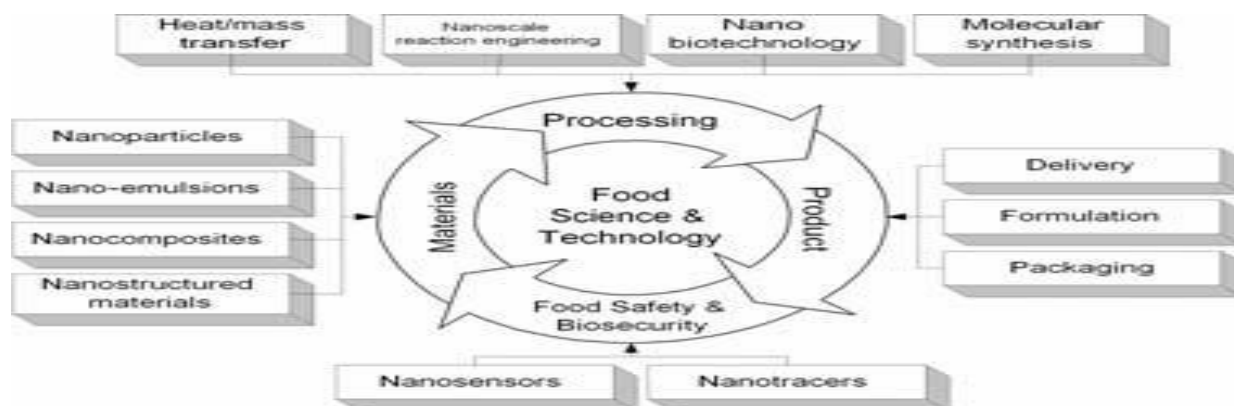 Heat/mass
transfer
Nanoscale
reaction engineering
Nano
biotechnology
Molecular
synthesis
Processing
Nanoparticles
Nano-emulsions
Nanocomposites
Nanostructured
materials
Materials
Food
Science &
Technology
Product
Delivery
Formulation
Packaging
Food Safety &
Biosecurity
Nanosensors
Nanotracers